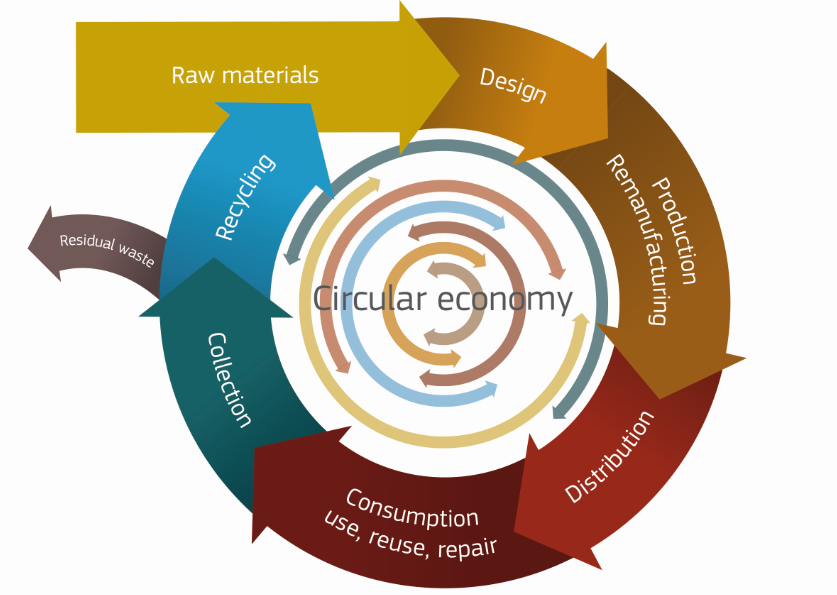 Raw materials
Design
Production
Remanufacturing
Distribution
Consumption
use, reuse, repair
Collection
Recycling
Residual waste
Circular economy